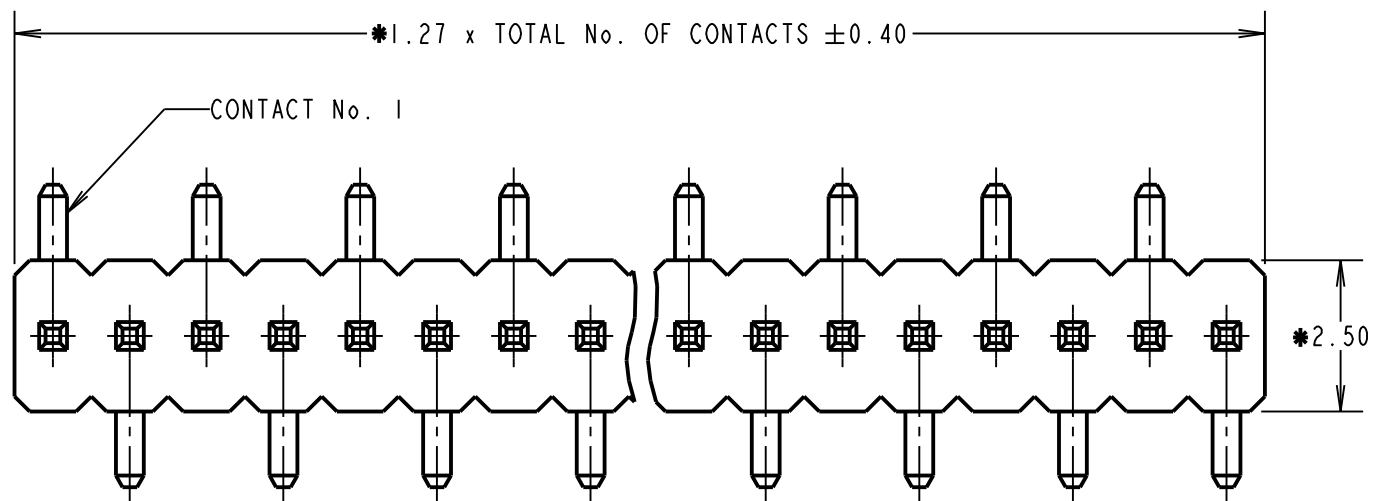 ✱1.27 x TOTAL No. OF CONTACTS ±0.40
CONTACT No. 1
✱2.50